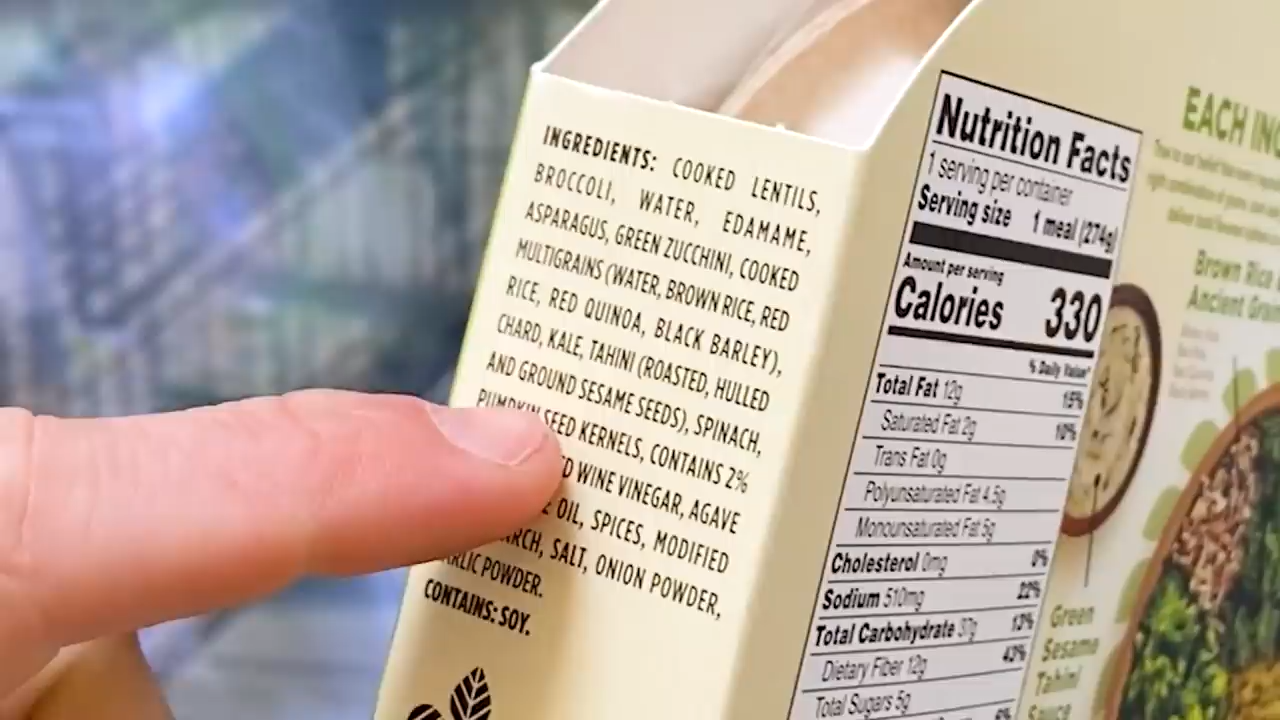 INGREDIENTS: COOKED LENTILS,
BROCCOLI, WATER, EDAMAME,
ASPARAGUS, GREEN ZUCCHINI, COOKED
MULTIGRAINS (WATER, BROWN RICE, RED
RICE, RED QUINOA, BLACK BARLEY),
CHARD, KALE, TAHINI (ROASTED, HULLED
AND GROUND SESAME SEEDS), SPINACH,
PUMPKIN SEED KERNELS, CONTAINS 2%
WINE VINEGAR, AGAVE
OIL, SPICES, MODIFIED
SALT, ONION POWDER,
POWDER.
CONTAINS: SOY.
Nutrition Facts
1 serving per container
Serving size 1 meal (274g)
Amount per serving
Calories 330
% Daily Value*
Total Fat 12g 15%
Saturated Fat 2g 10%
Trans Fat 0g
Polyunsaturated Fat 4.5g
Monounsaturated Fat 5g
Cholesterol 0mg 0%
Sodium 510mg 22%
Total Carbohydrate 37g 13%
Dietary Fiber 12g 43%
Total Sugars 5g
EACH
Brown Rice
Ancient
Green
Sesame
Tahini
Sauce